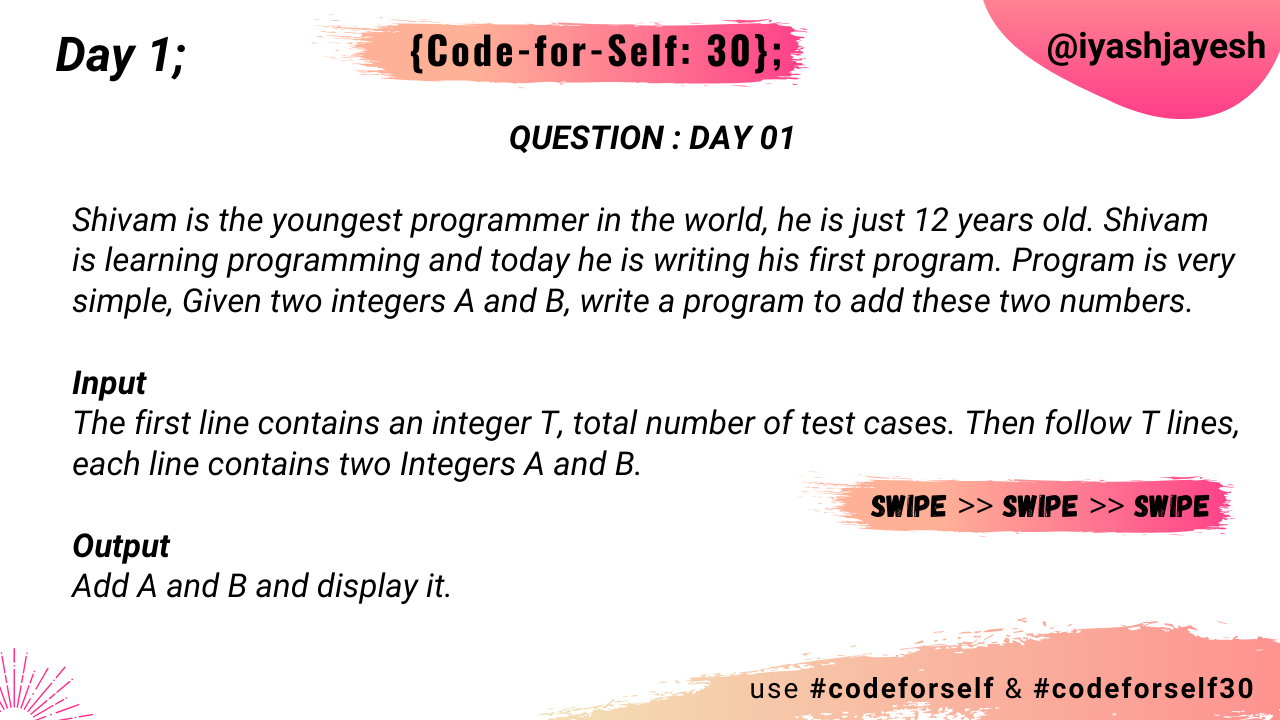 Day 1;
{Code-for-Self: 30};
@iyashjayesh
QUESTION : DAY 01
Shivam is the youngest programmer in the world, he is just 12 years old. Shivam
is learning programming and today he is writing his first program. Program is very
simple, Given two integers A and B, write a program to add these two numbers.
Input
The first line contains an integer T, total number of test cases. Then follow T lines,
each line contains two Integers A and B.
SWIPE >> SWIPE >> SWIPE
Output
Add A and B and display it.
use #codeforself & #codeforself30